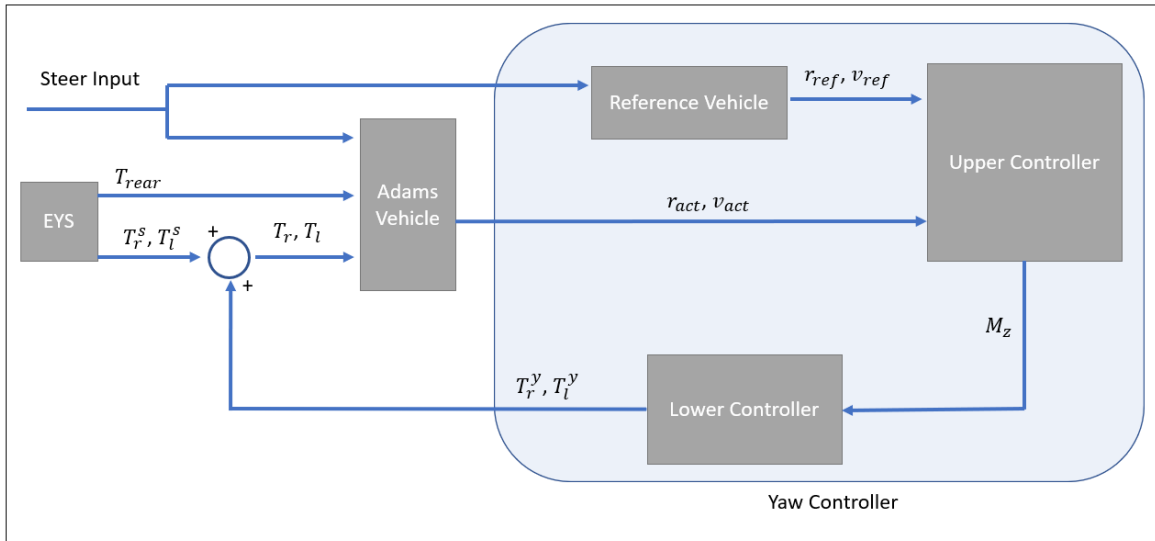 Steer Input
Reference Vehicle
r_ref, v_ref
Upper Controller
T_rear
Adams
Vehicle
EYS
r_act, v_act
T_r^s, T_l^s
+
T_r, T_l
+
M_z
T_r^y, T_l^y
Lower Controller
Yaw Controller